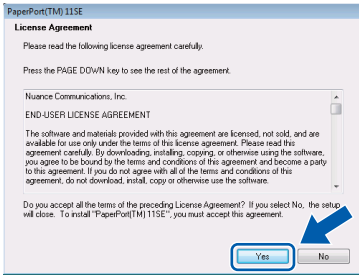 PaperPort(TM) 11SE
License Agreement
Please read the following license agreement carefully.
Press the PAGE DOWN key to see the rest of the agreement.
Nuance Communications, Inc.
END-USER LICENSE AGREEMENT
The software and materials provided with this agreement are licensed, not sold, and are
available for use only under the terms of this license agreement. Please read this
agreement carefully. By downloading, installing, copying, or otherwise using the software,
you agree to be bound by the terms and conditions of this agreement and become a party
to this agreement. If you do not agree with all of the terms and conditions of this
agreement, do not download, install, copy or otherwise use the software.
Do you accept all the terms of the preceding License Agreement? If you select No, the setup
will close. To install "PaperPort(TM) 11SE", you must accept this agreement.
Yes
No